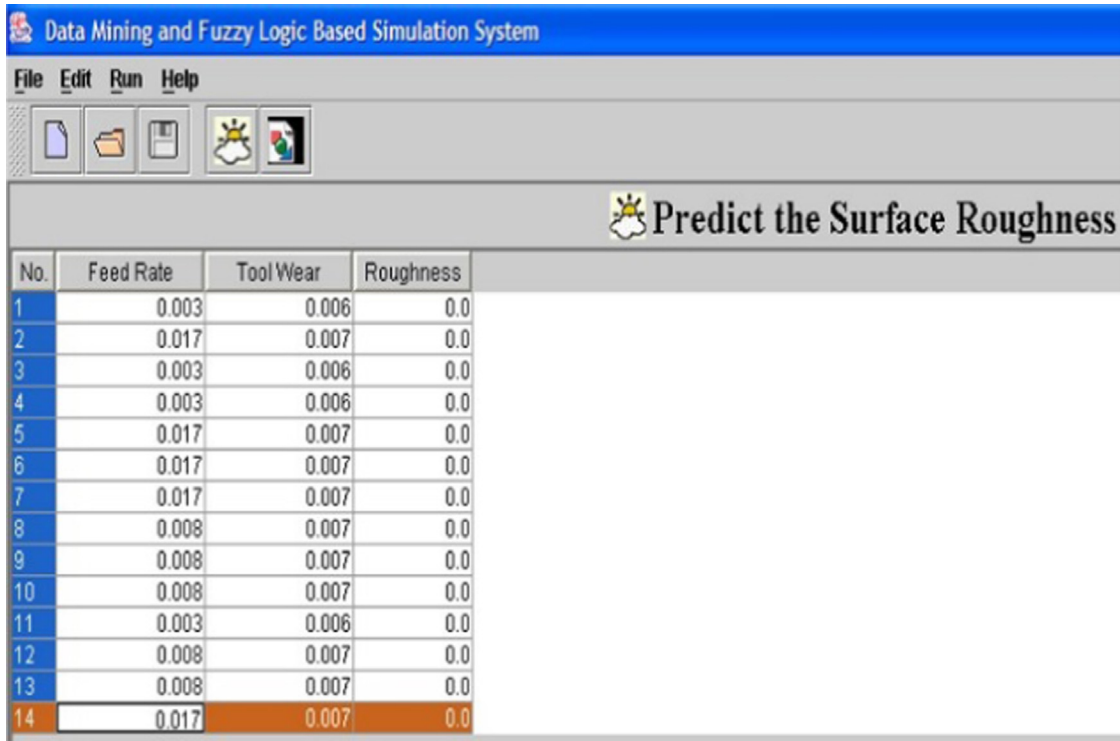 Data Mining and Fuzzy Logic Based Simulation System
File Edit Run Help
Predict the Surface Roughness
No. Feed Rate Tool Wear Roughness
1 0.003 0.006 0.0
2 0.017 0.007 0.0
3 0.003 0.006 0.0
4 0.003 0.006 0.0
5 0.017 0.007 0.0
6 0.017 0.007 0.0
7 0.017 0.007 0.0
8 0.008 0.007 0.0
9 0.008 0.007 0.0
10 0.008 0.007 0.0
11 0.003 0.006 0.0
12 0.008 0.007 0.0
13 0.008 0.007 0.0
14 0.017 0.007 0.0